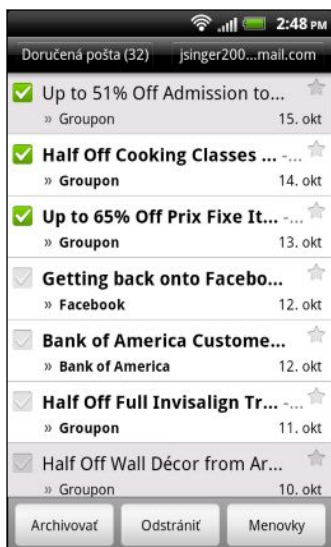 2:48 PM
Doručená pošta (32) jsinger200...mail.com
Up to 51% Off Admission to...
» Groupon 15. okt
Half Off Cooking Classes ... -...
» Groupon 14. okt
Up to 65% Off Prix Fixe It... -...
» Groupon 13. okt
Getting back onto Facebo...
» Facebook 12. okt
Bank of America Custome...
» Bank of America 12. okt
Half Off Full Invisalign Tr... -...
» Groupon 11. okt
Half Off Wall Décor from Ar...
» Groupon 10. okt
Archivovať Odstrániť Menovky